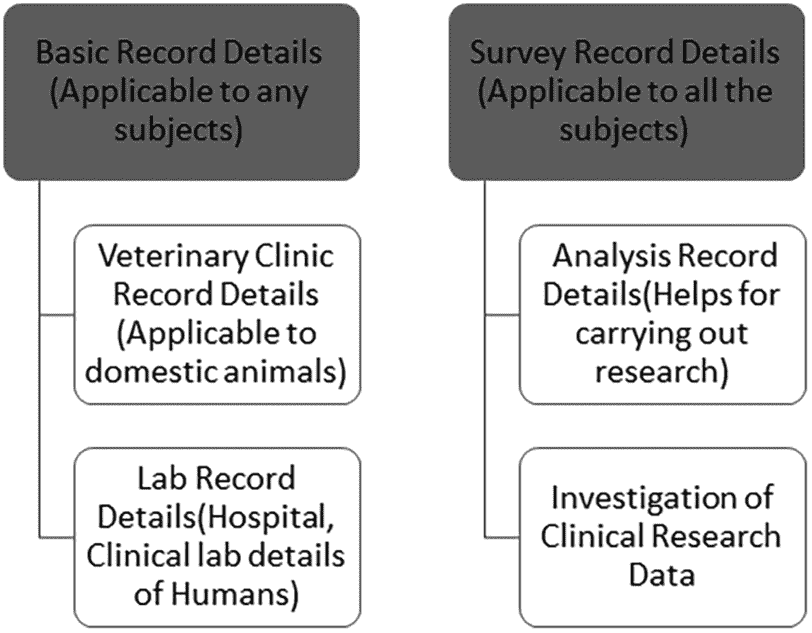 Basic Record Details
(Applicable to any
subjects)
Veterinary Clinic
Record Details
(Applicable to
domestic animals)
Lab Record
Details(Hospital,
Clinical lab details
of Humans)
Survey Record Details
(Applicable to all the
subjects)
Analysis Record
Details(Helps for
carrying out
research)
Investigation of
Clinical Research
Data